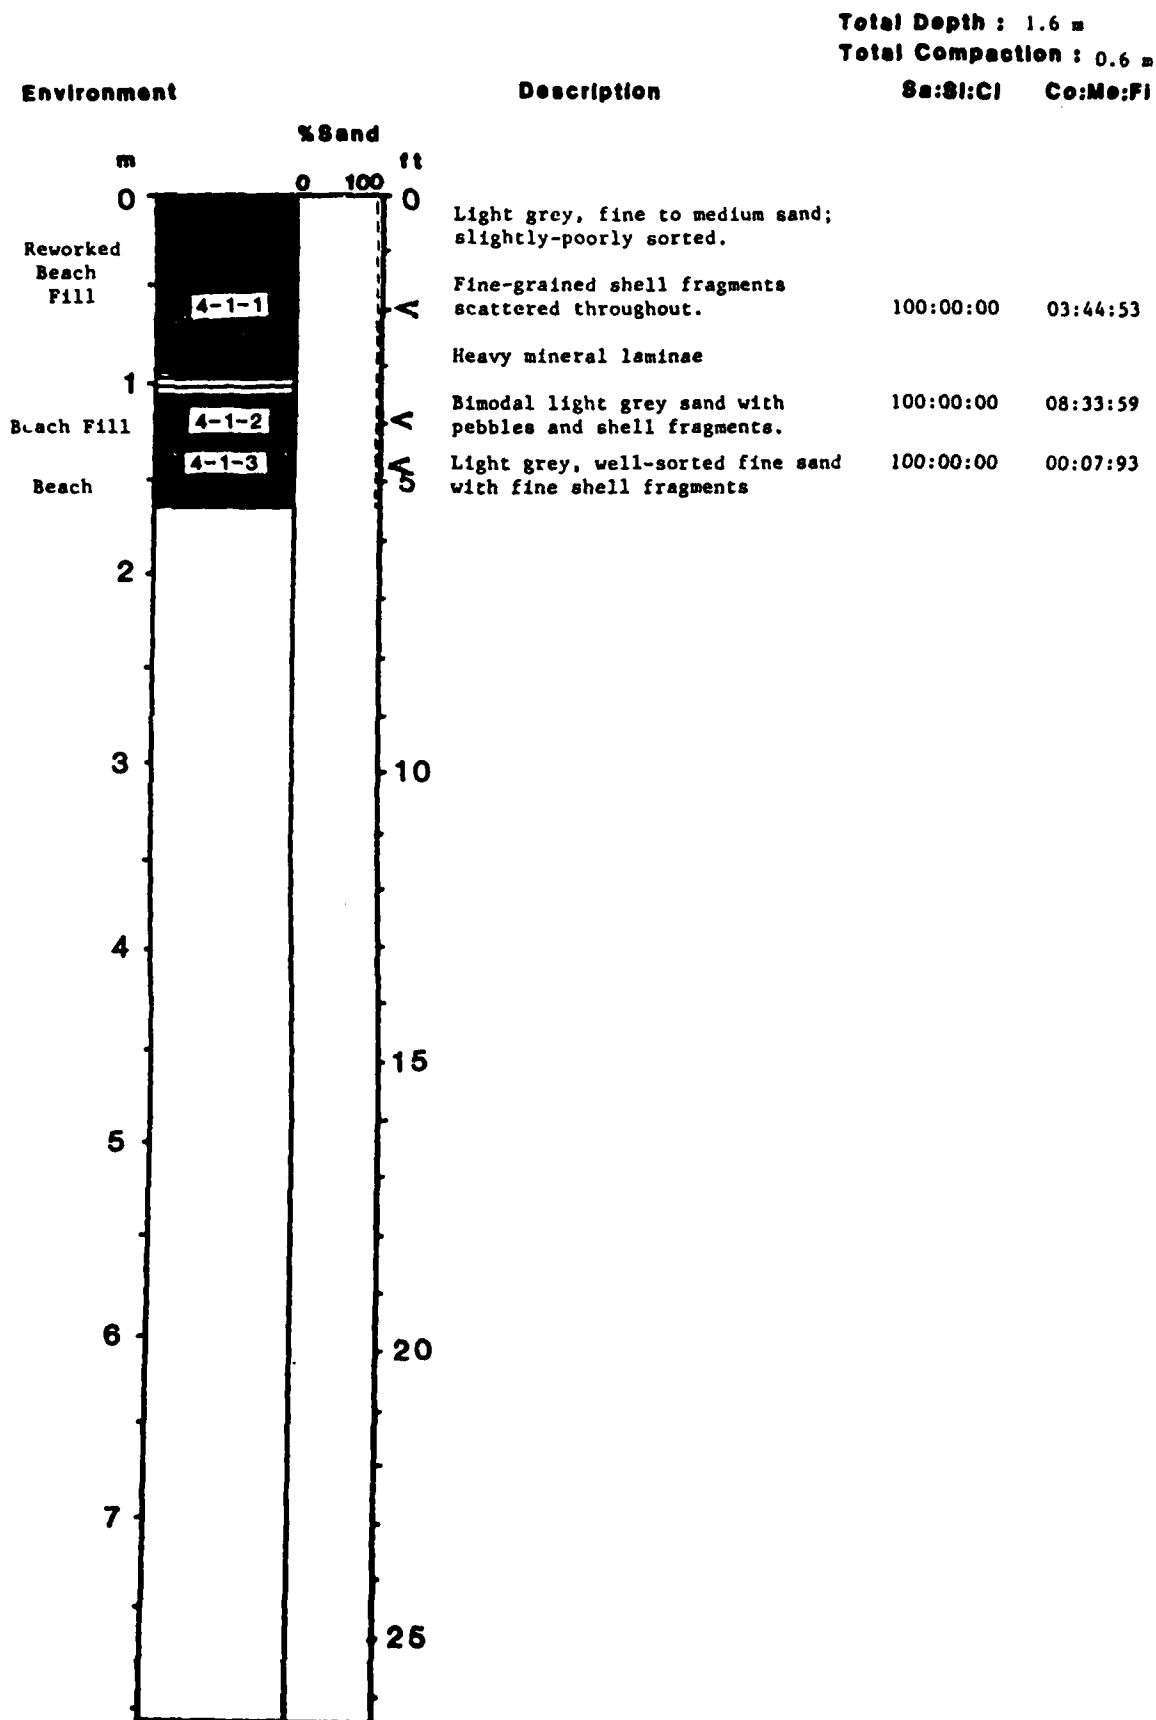 Total Depth : 1.6 m
Total Compaction : 0.6 m
Environment Description Sa:Si:Cl Co:Me:Fi
%Sand
m ft
0 100
0 0
Light grey, fine to medium sand;
slightly-poorly sorted.
Reworked
Beach
Fill
Fine-grained shell fragments
4-1-1 < scattered throughout. 100:00:00 03:44:53
Heavy mineral laminae
1
Bimodal light grey sand with 100:00:00 08:33:59
Beach Fill 4-1-2 < pebbles and shell fragments.
4-1-3 < Light grey, well-sorted fine sand 100:00:00 00:07:93
Beach 5 with fine shell fragments
2
3
10
4
15
5
6
20
7
25